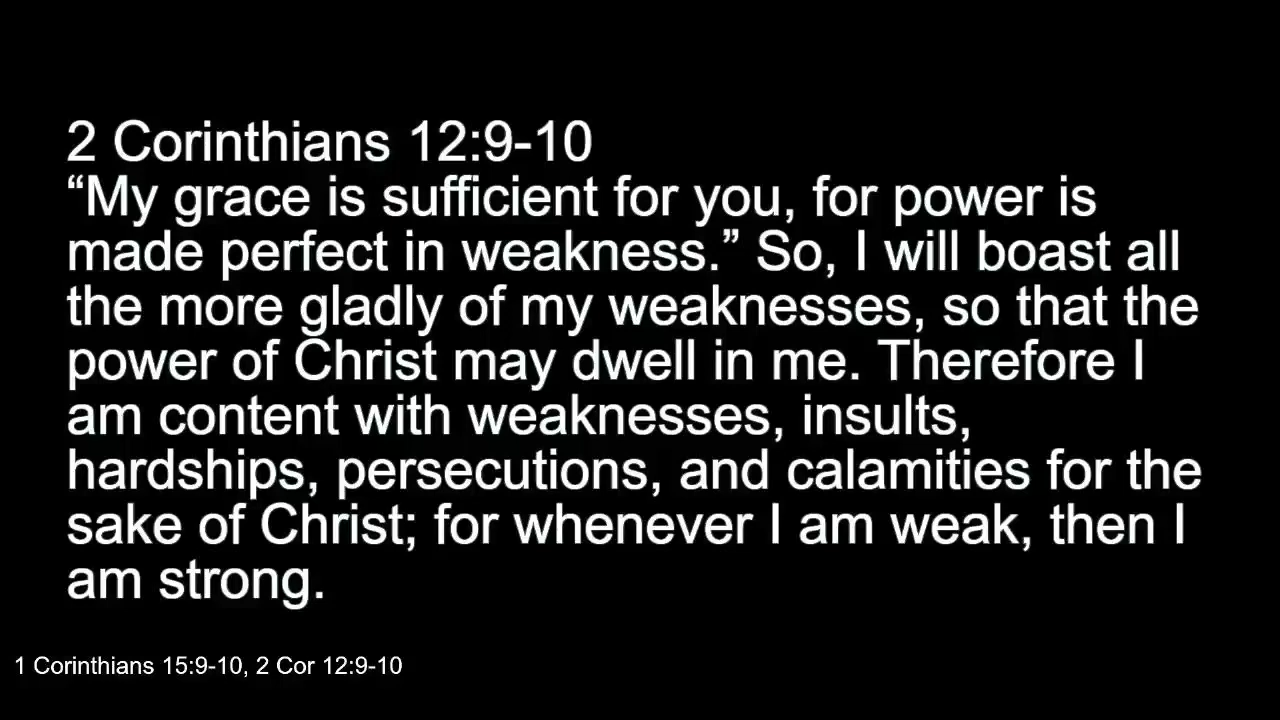 2 Corinthians 12:9-10
“My grace is sufficient for you, for power is
made perfect in weakness.” So, I will boast all
the more gladly of my weaknesses, so that the
power of Christ may dwell in me. Therefore I
am content with weaknesses, insults,
hardships, persecutions, and calamities for the
sake of Christ; for whenever I am weak, then I
am strong.
1 Corinthians 15:9-10, 2 Cor 12:9-10